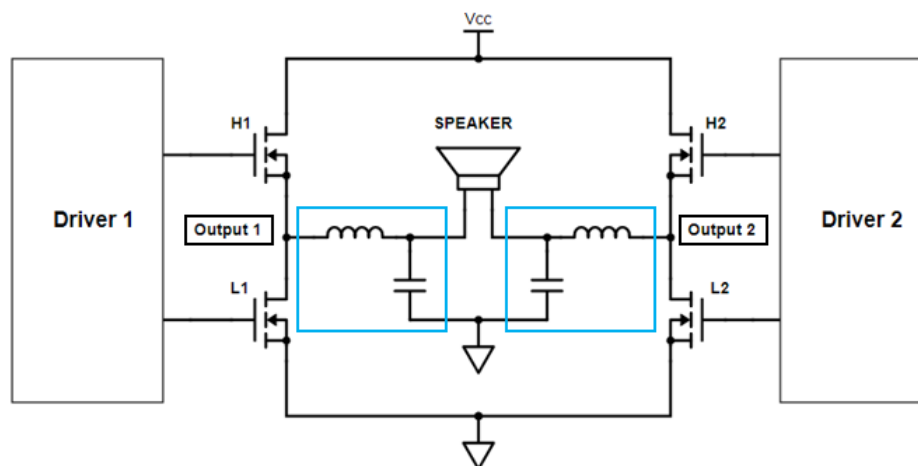 Vcc
H1
SPEAKER
H2
Driver 1
Output 1
Output 2
Driver 2
L1
L2